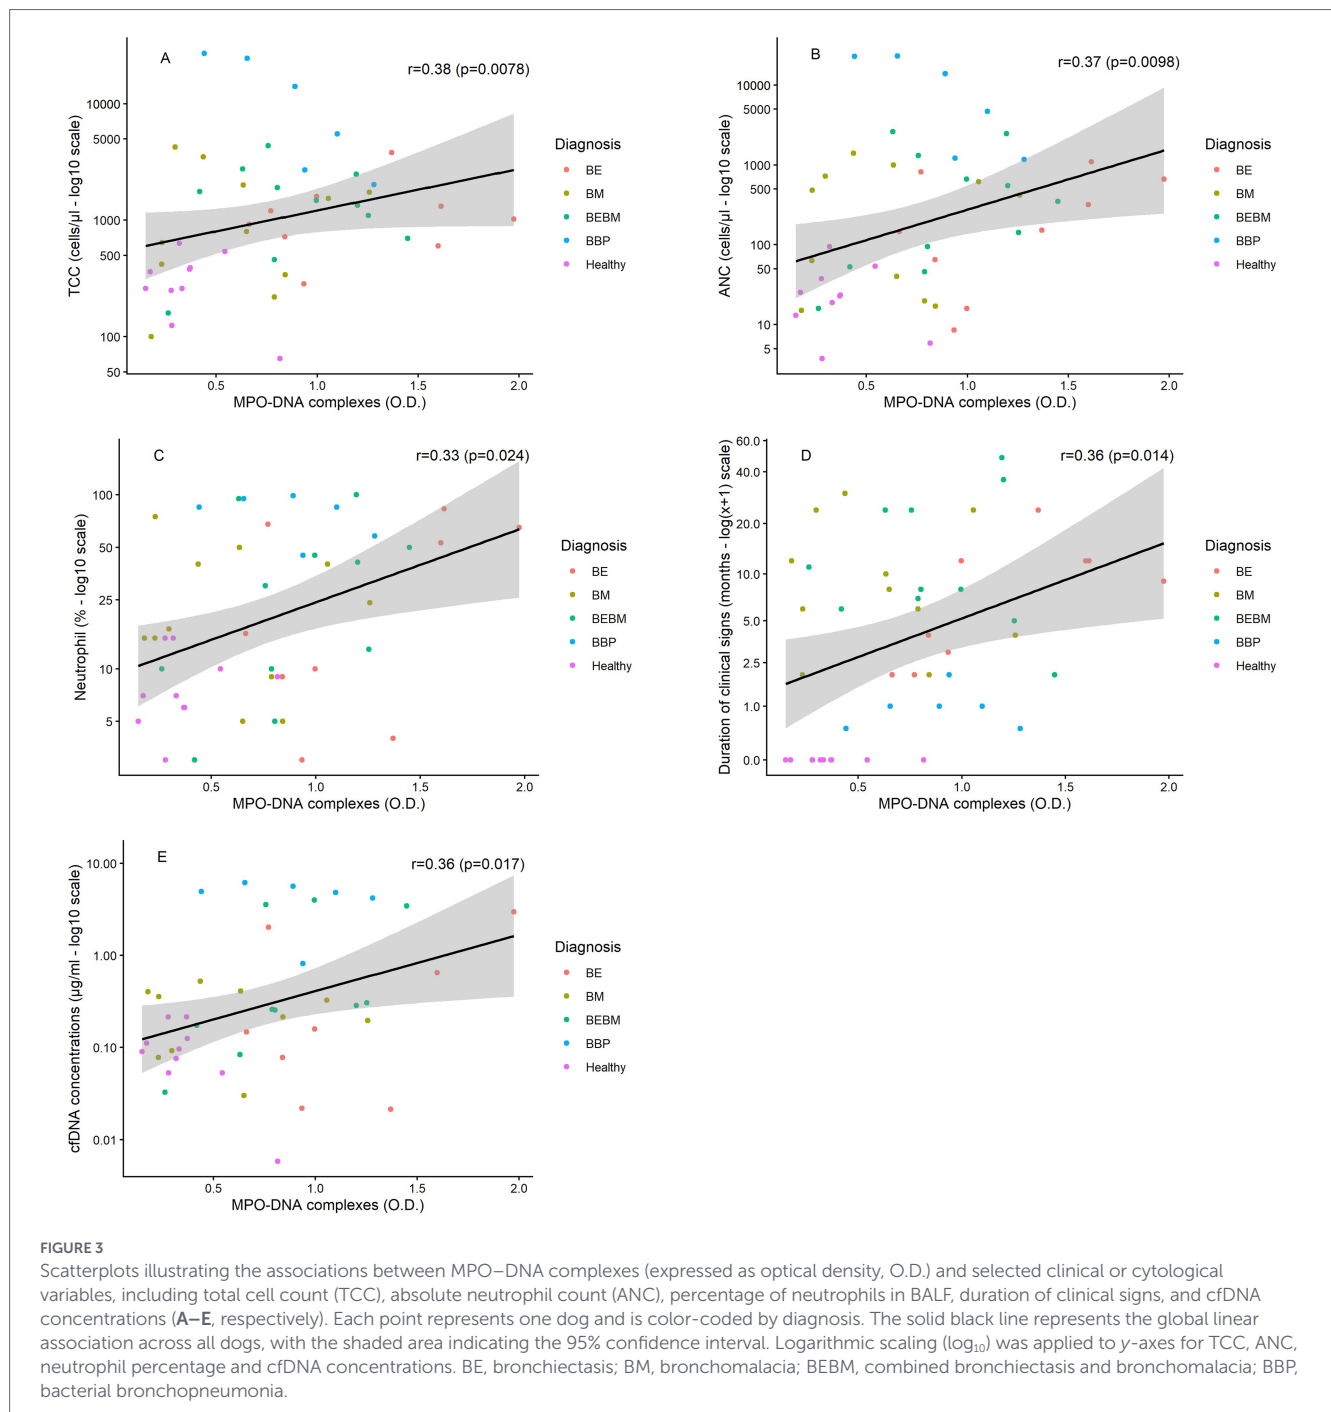 A
r=0.38 (p=0.0078)
TCC (cells/µl - log10 scale)
10000
5000
1000
500
100
50
0.5 1.0 1.5 2.0
MPO-DNA complexes (O.D.)
Diagnosis
BE
BM
BEBM
BBP
Healthy
B
r=0.37 (p=0.0098)
ANC (cells/µl - log10 scale)
10000
5000
1000
500
100
50
10
5
0.5 1.0 1.5 2.0
MPO-DNA complexes (O.D.)
Diagnosis
BE
BM
BEBM
BBP
Healthy
C
r=0.33 (p=0.024)
Neutrophil (% - log10 scale)
100
50
25
10
5
0.5 1.0 1.5 2.0
MPO-DNA complexes (O.D.)
Diagnosis
BE
BM
BEBM
BBP
Healthy
D
r=0.36 (p=0.014)
Duration of clinical signs (months - log(x+1) scale)
60.0
40.0
20.0
10.0
5.0
2.5
1.0
0.0
0.5 1.0 1.5 2.0
MPO-DNA complexes (O.D.)
Diagnosis
BE
BM
BEBM
BBP
Healthy
E
r=0.36 (p=0.017)
cfDNA concentrations (µg/ml - log10 scale)
10.00
1.00
0.10
0.01
0.5 1.0 1.5 2.0
MPO-DNA complexes (O.D.)
Diagnosis
BE
BM
BEBM
BBP
Healthy
FIGURE 3
Scatterplots illustrating the associations between MPO–DNA complexes (expressed as optical density, O.D.) and selected clinical or cytological
variables, including total cell count (TCC), absolute neutrophil count (ANC), percentage of neutrophils in BALF, duration of clinical signs, and cfDNA
concentrations (A–E, respectively). Each point represents one dog and is color-coded by diagnosis. The solid black line represents the global linear
association across all dogs, with the shaded area indicating the 95% confidence interval. Logarithmic scaling (log₁₀) was applied to y-axes for TCC, ANC,
neutrophil percentage and cfDNA concentrations. BE, bronchiectasis; BM, bronchomalacia; BEBM, combined bronchiectasis and bronchomalacia; BBP,
bacterial bronchopneumonia.